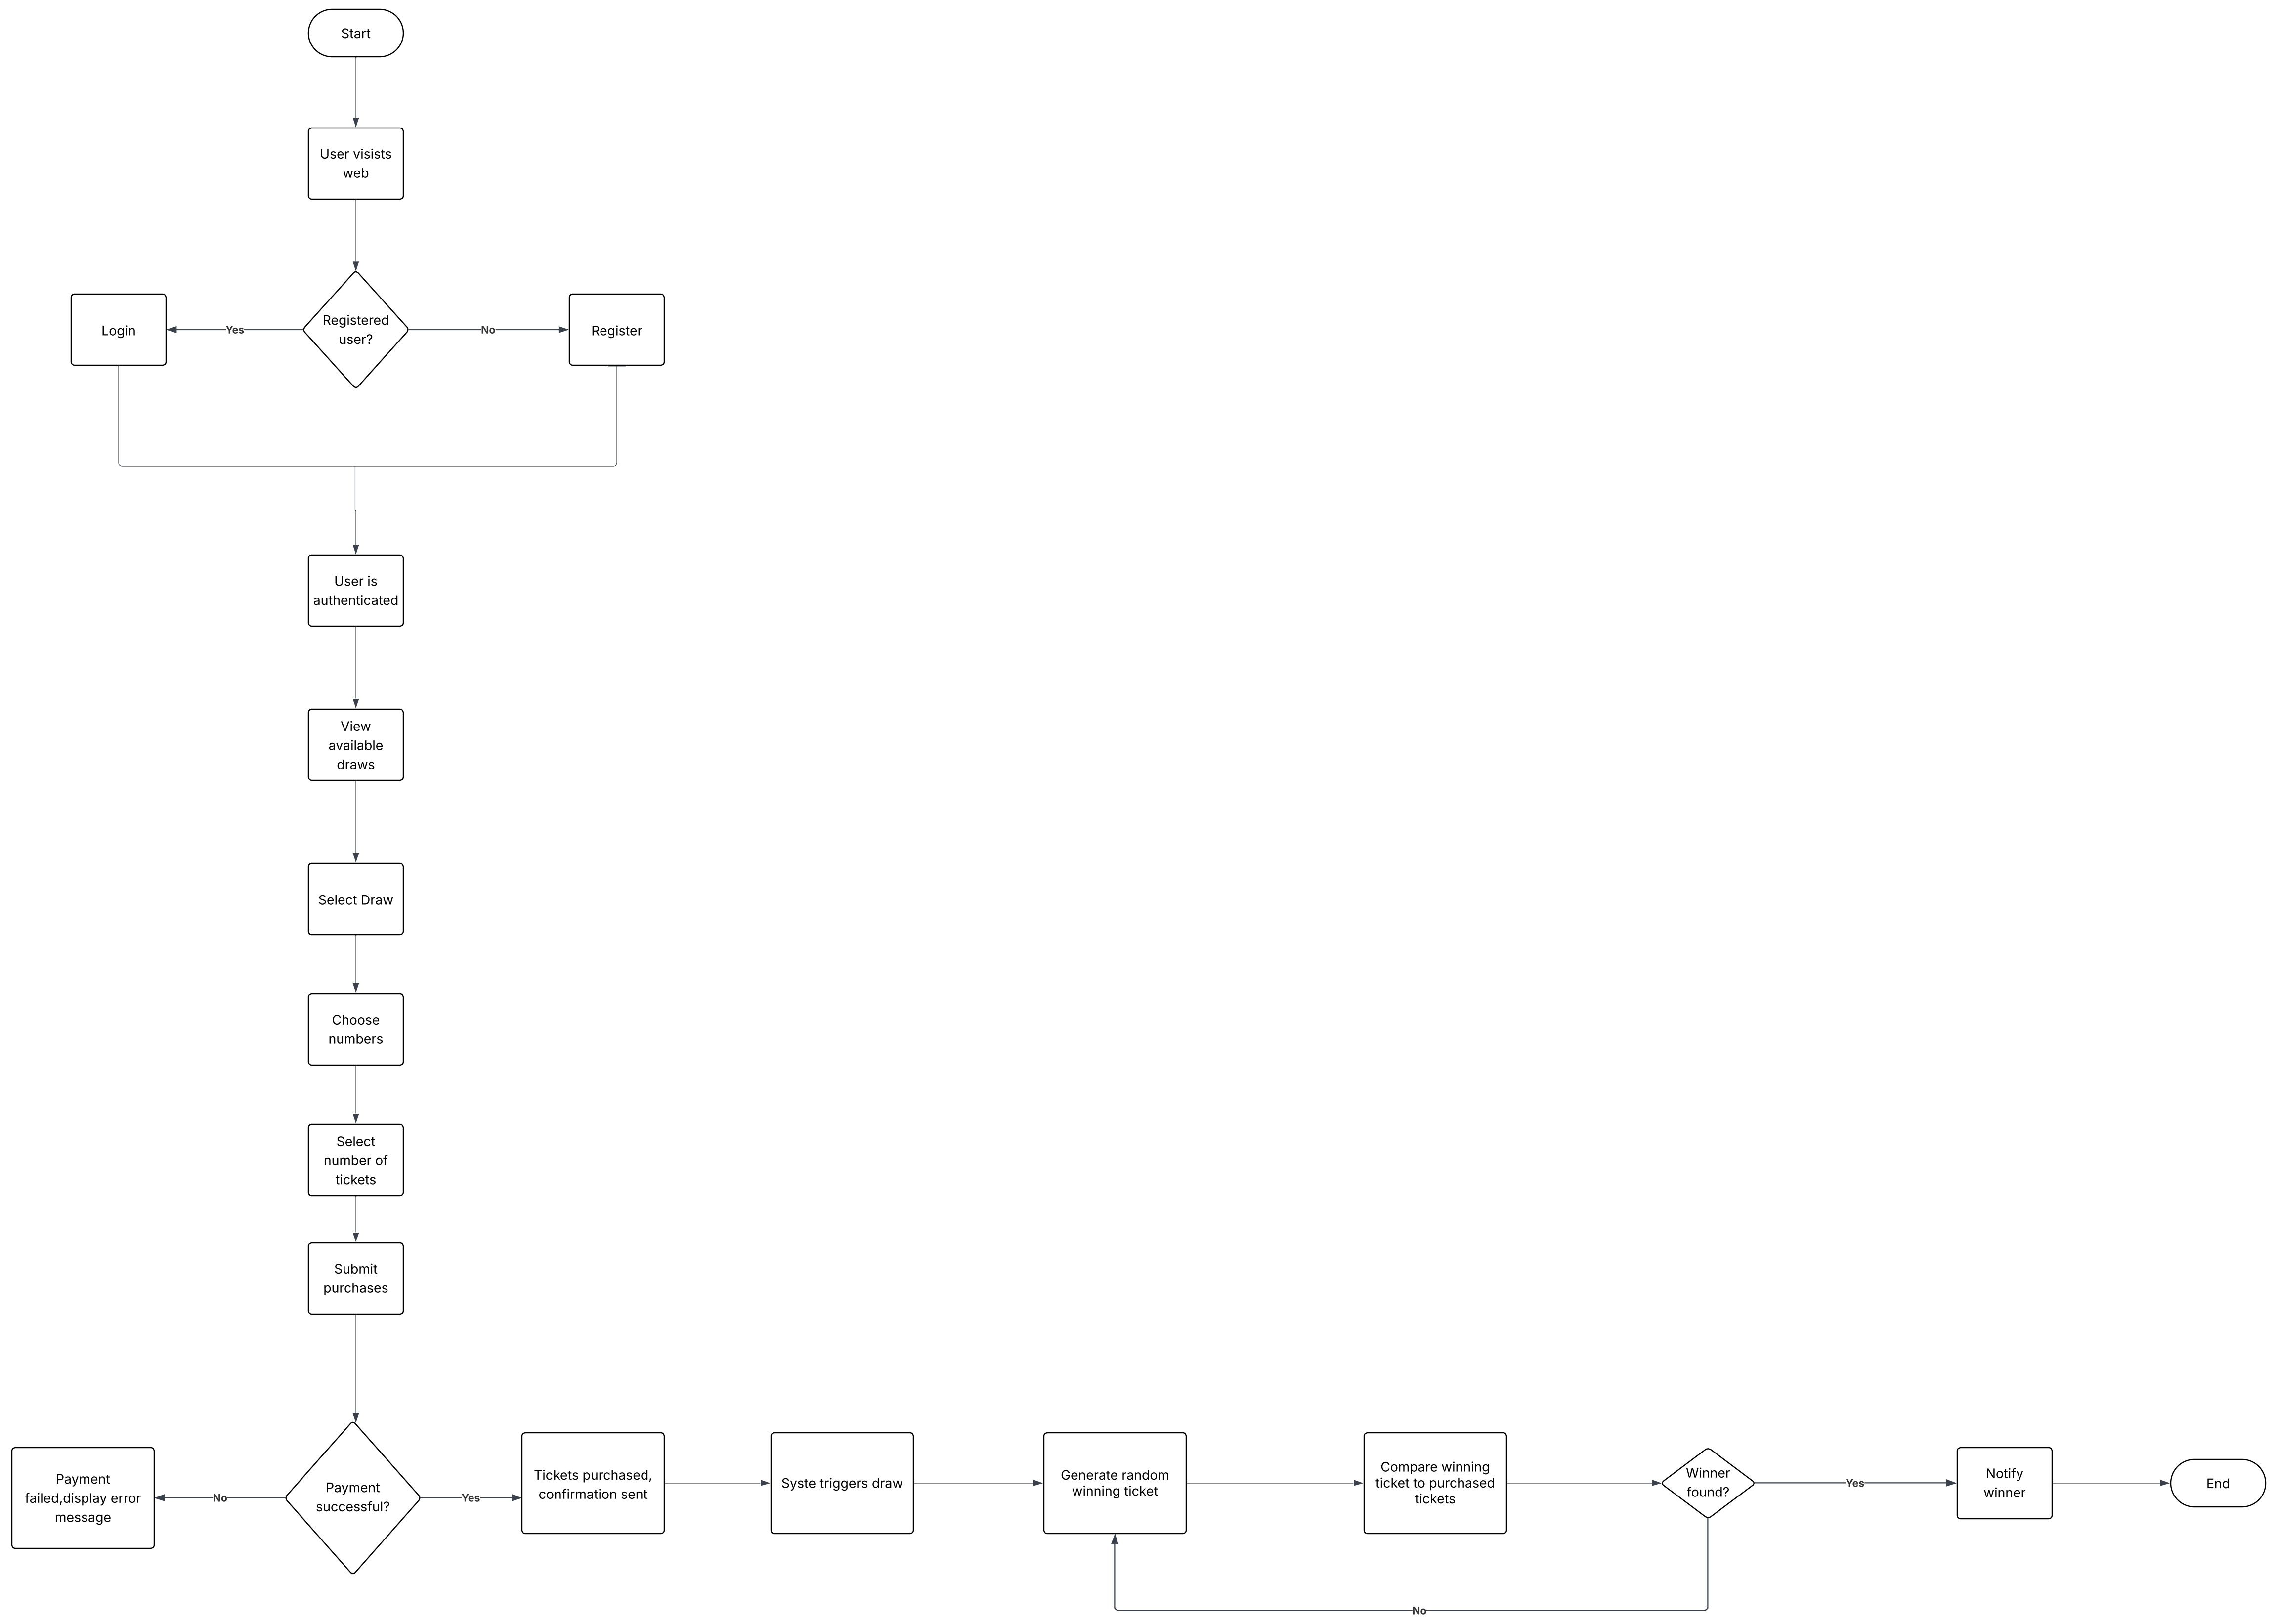 Start
User visists
web
Login
Yes
Registered
user?
No
Register
User is
authenticated
View
available
draws
Select Draw
Choose
numbers
Select
number of
tickets
Submit
purchases
Payment
failed,display error
message
No
Payment
successful?
Yes
Tickets purchased,
confirmation sent
Syste triggers draw
Generate random
winning ticket
Compare winning
ticket to purchased
tickets
Winner
found?
Yes
Notify
winner
End
No